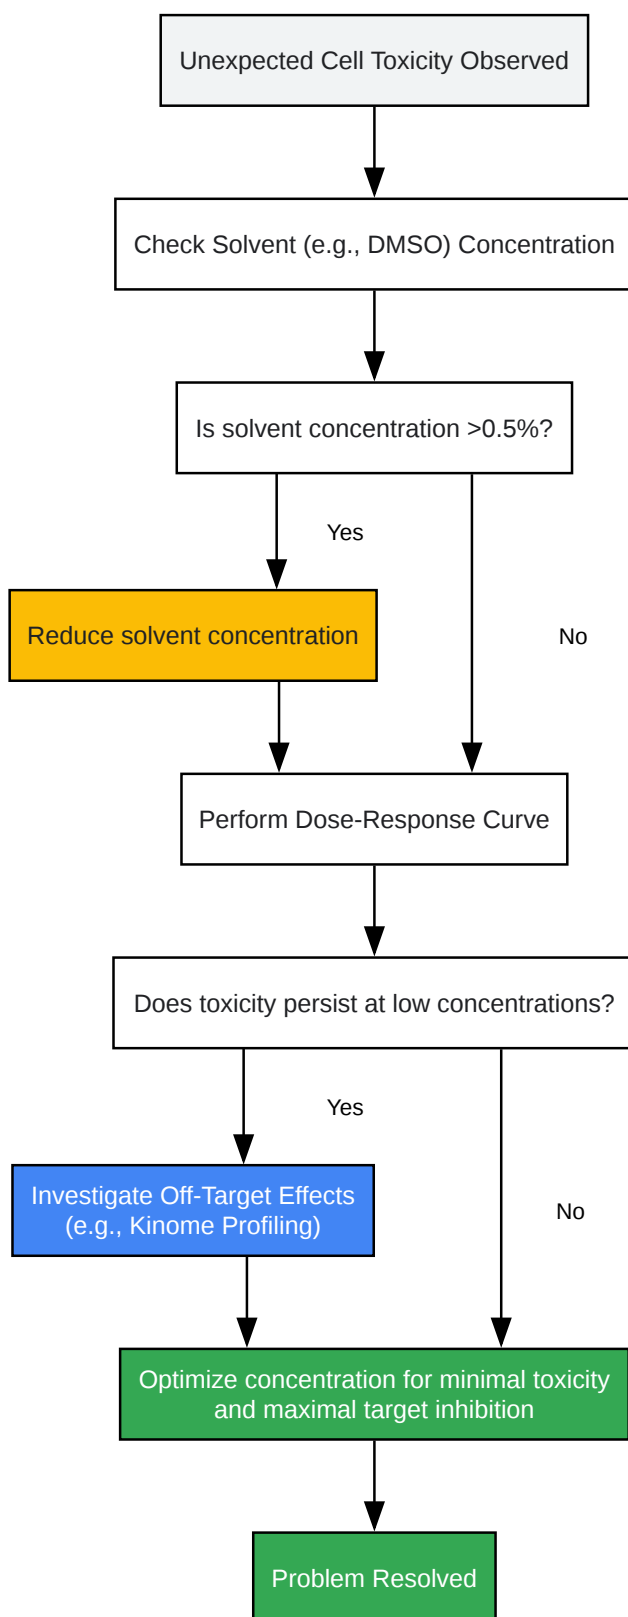 Unexpected Cell Toxicity Observed
Check Solvent (e.g., DMSO) Concentration
Is solvent concentration >0.5%?
Yes
Reduce solvent concentration
No
Perform Dose-Response Curve
Does toxicity persist at low concentrations?
Yes
Investigate Off-Target Effects
(e.g., Kinome Profiling)
No
Optimize concentration for minimal toxicity
and maximal target inhibition
Problem Resolved